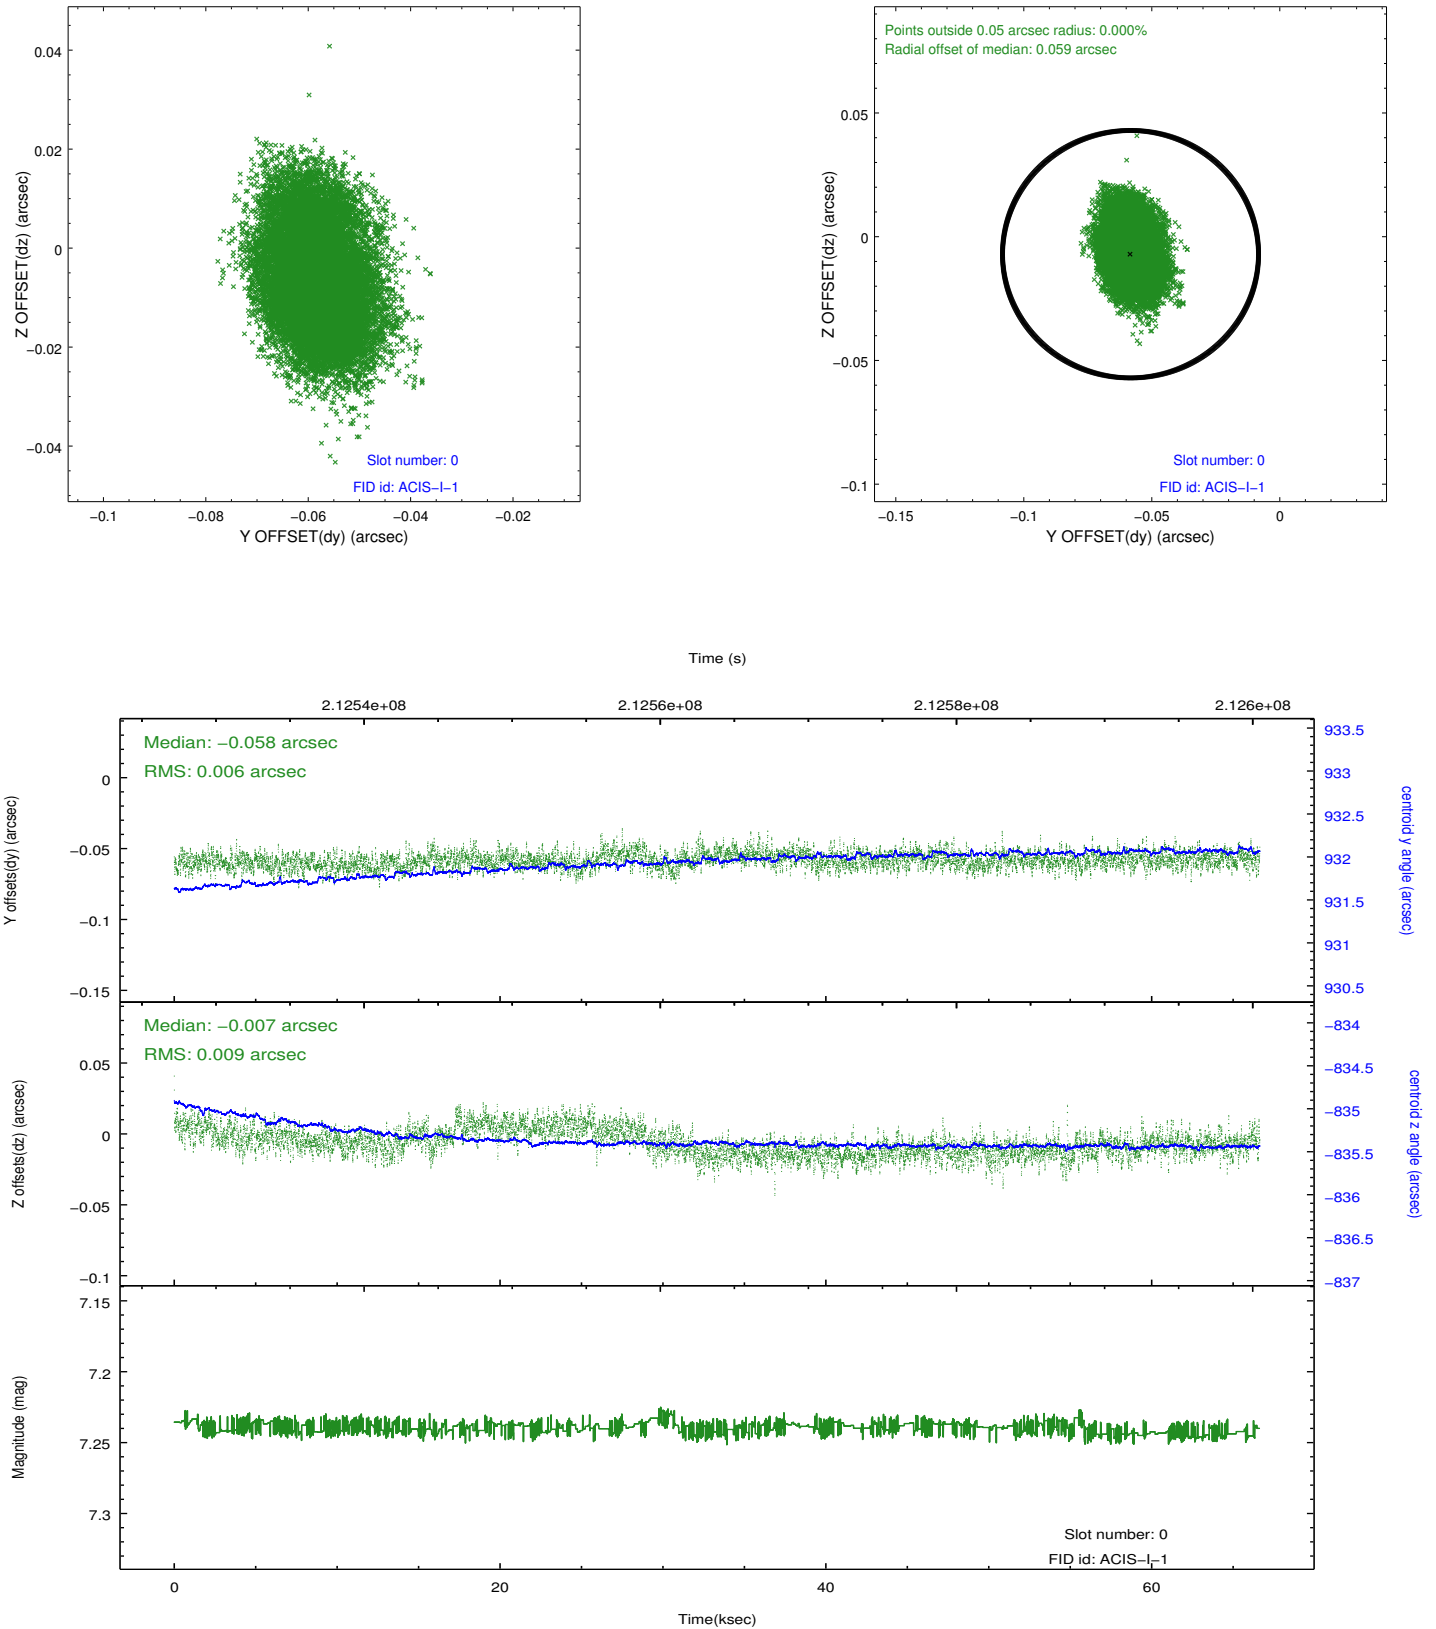 0.04
0.02
0
−0.02
−0.04
Z OFFSET(dz) (arcsec)
Slot number: 0
FID id: ACIS−I−1
−0.1
−0.08
−0.06
−0.04
−0.02
Y OFFSET(dy) (arcsec)
Points outside 0.05 arcsec radius: 0.000%
Radial offset of median: 0.059 arcsec
0.05
0
−0.05
−0.1
Z OFFSET(dz) (arcsec)
Slot number: 0
FID id: ACIS−I−1
−0.15
−0.1
−0.05
0
Y OFFSET(dy) (arcsec)
Time (s)
2.1254e+08
2.1256e+08
2.1258e+08
2.126e+08
Median: −0.058 arcsec
RMS: 0.006 arcsec
0
−0.05
−0.1
−0.15
Y offsets(dy) (arcsec)
933.5
933
932.5
932
931.5
931
930.5
centroid y angle (arcsec)
Median: −0.007 arcsec
RMS: 0.009 arcsec
0.05
0
−0.05
−0.1
Z offsets(dz) (arcsec)
−834
−834.5
−835
−835.5
−836
−836.5
−837
centroid z angle (arcsec)
7.15
7.2
7.25
7.3
Magnitude (mag)
Slot number: 0
FID id: ACIS−I−1
0
20
40
60
Time(ksec)